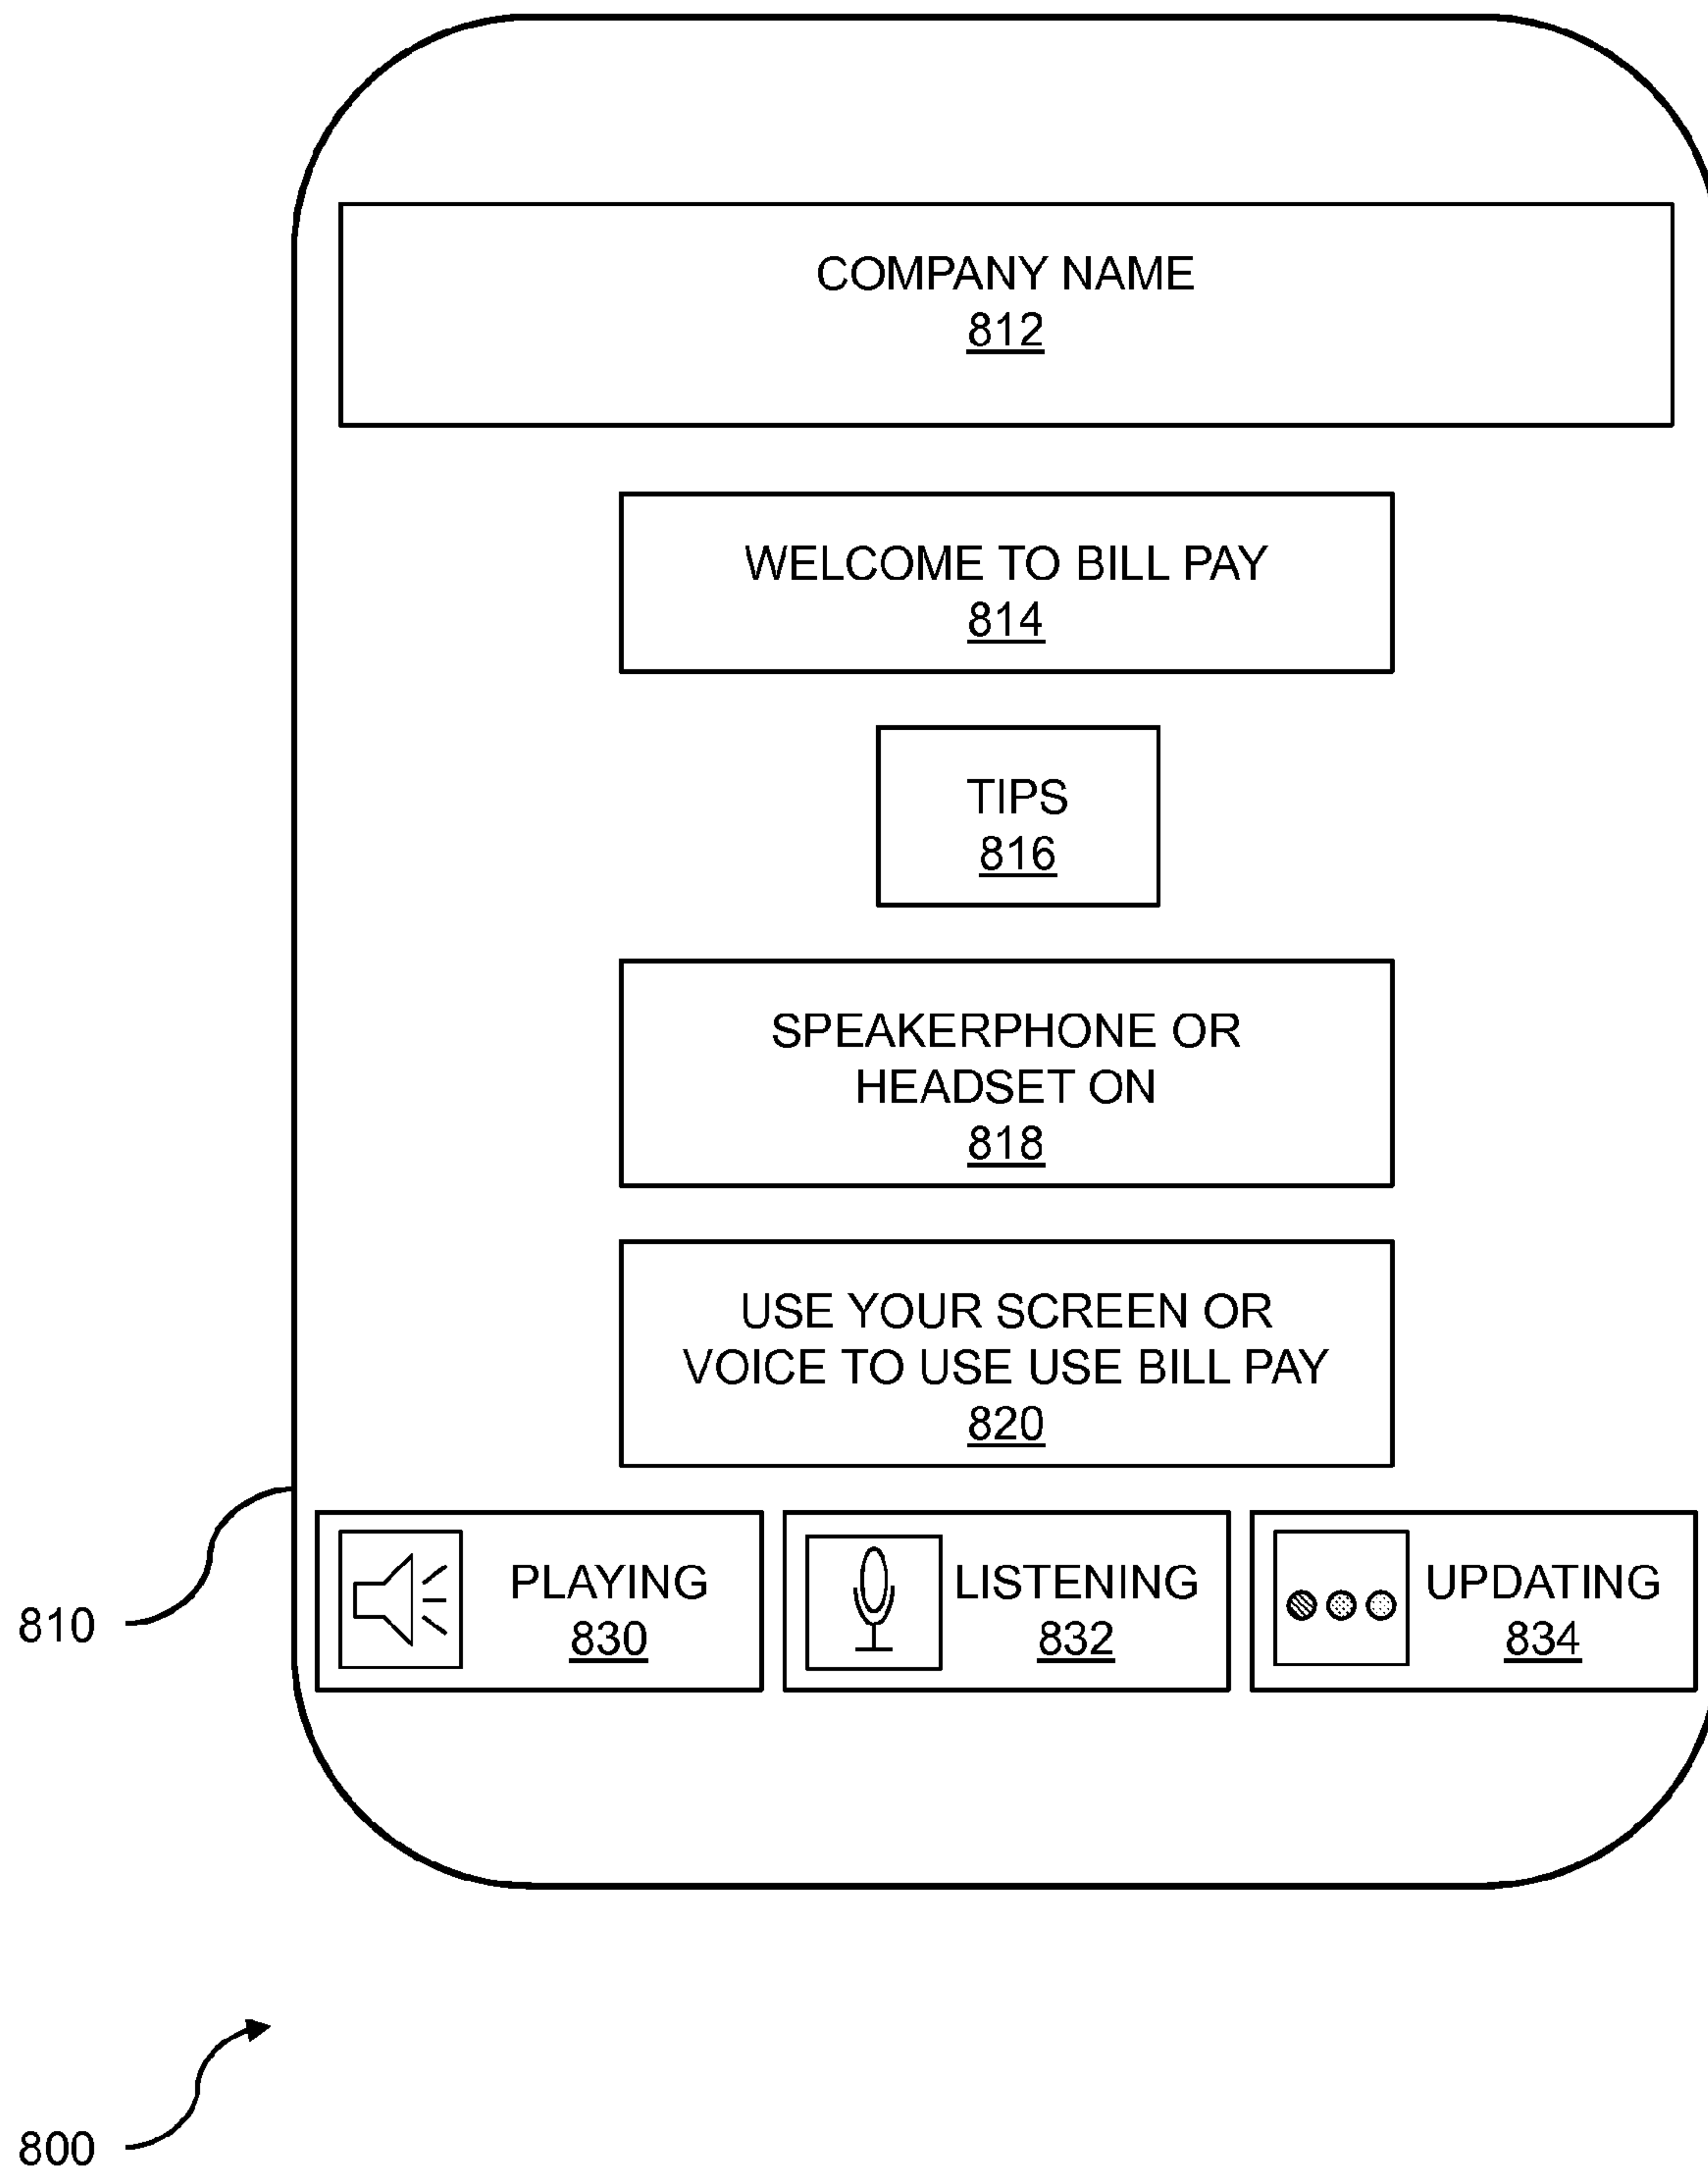 COMPANY NAME
812
WELCOME TO BILL PAY
814
TIPS
816
SPEAKERPHONE OR
HEADSET ON
818
USE YOUR SCREEN OR
VOICE TO USE USE BILL PAY
820
PLAYING
830
LISTENING
832
UPDATING
834
810
800